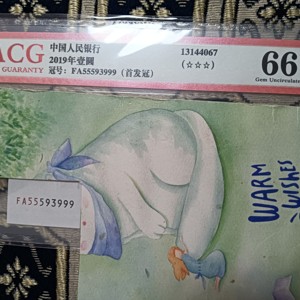 ACG
GUARANTY
中国人民银行
2019年壹圆
冠号: FA55593999 (首发冠)
13144067
(☆☆☆)
66
Gem Uncirculated
WARM
WISHES
FA55593999